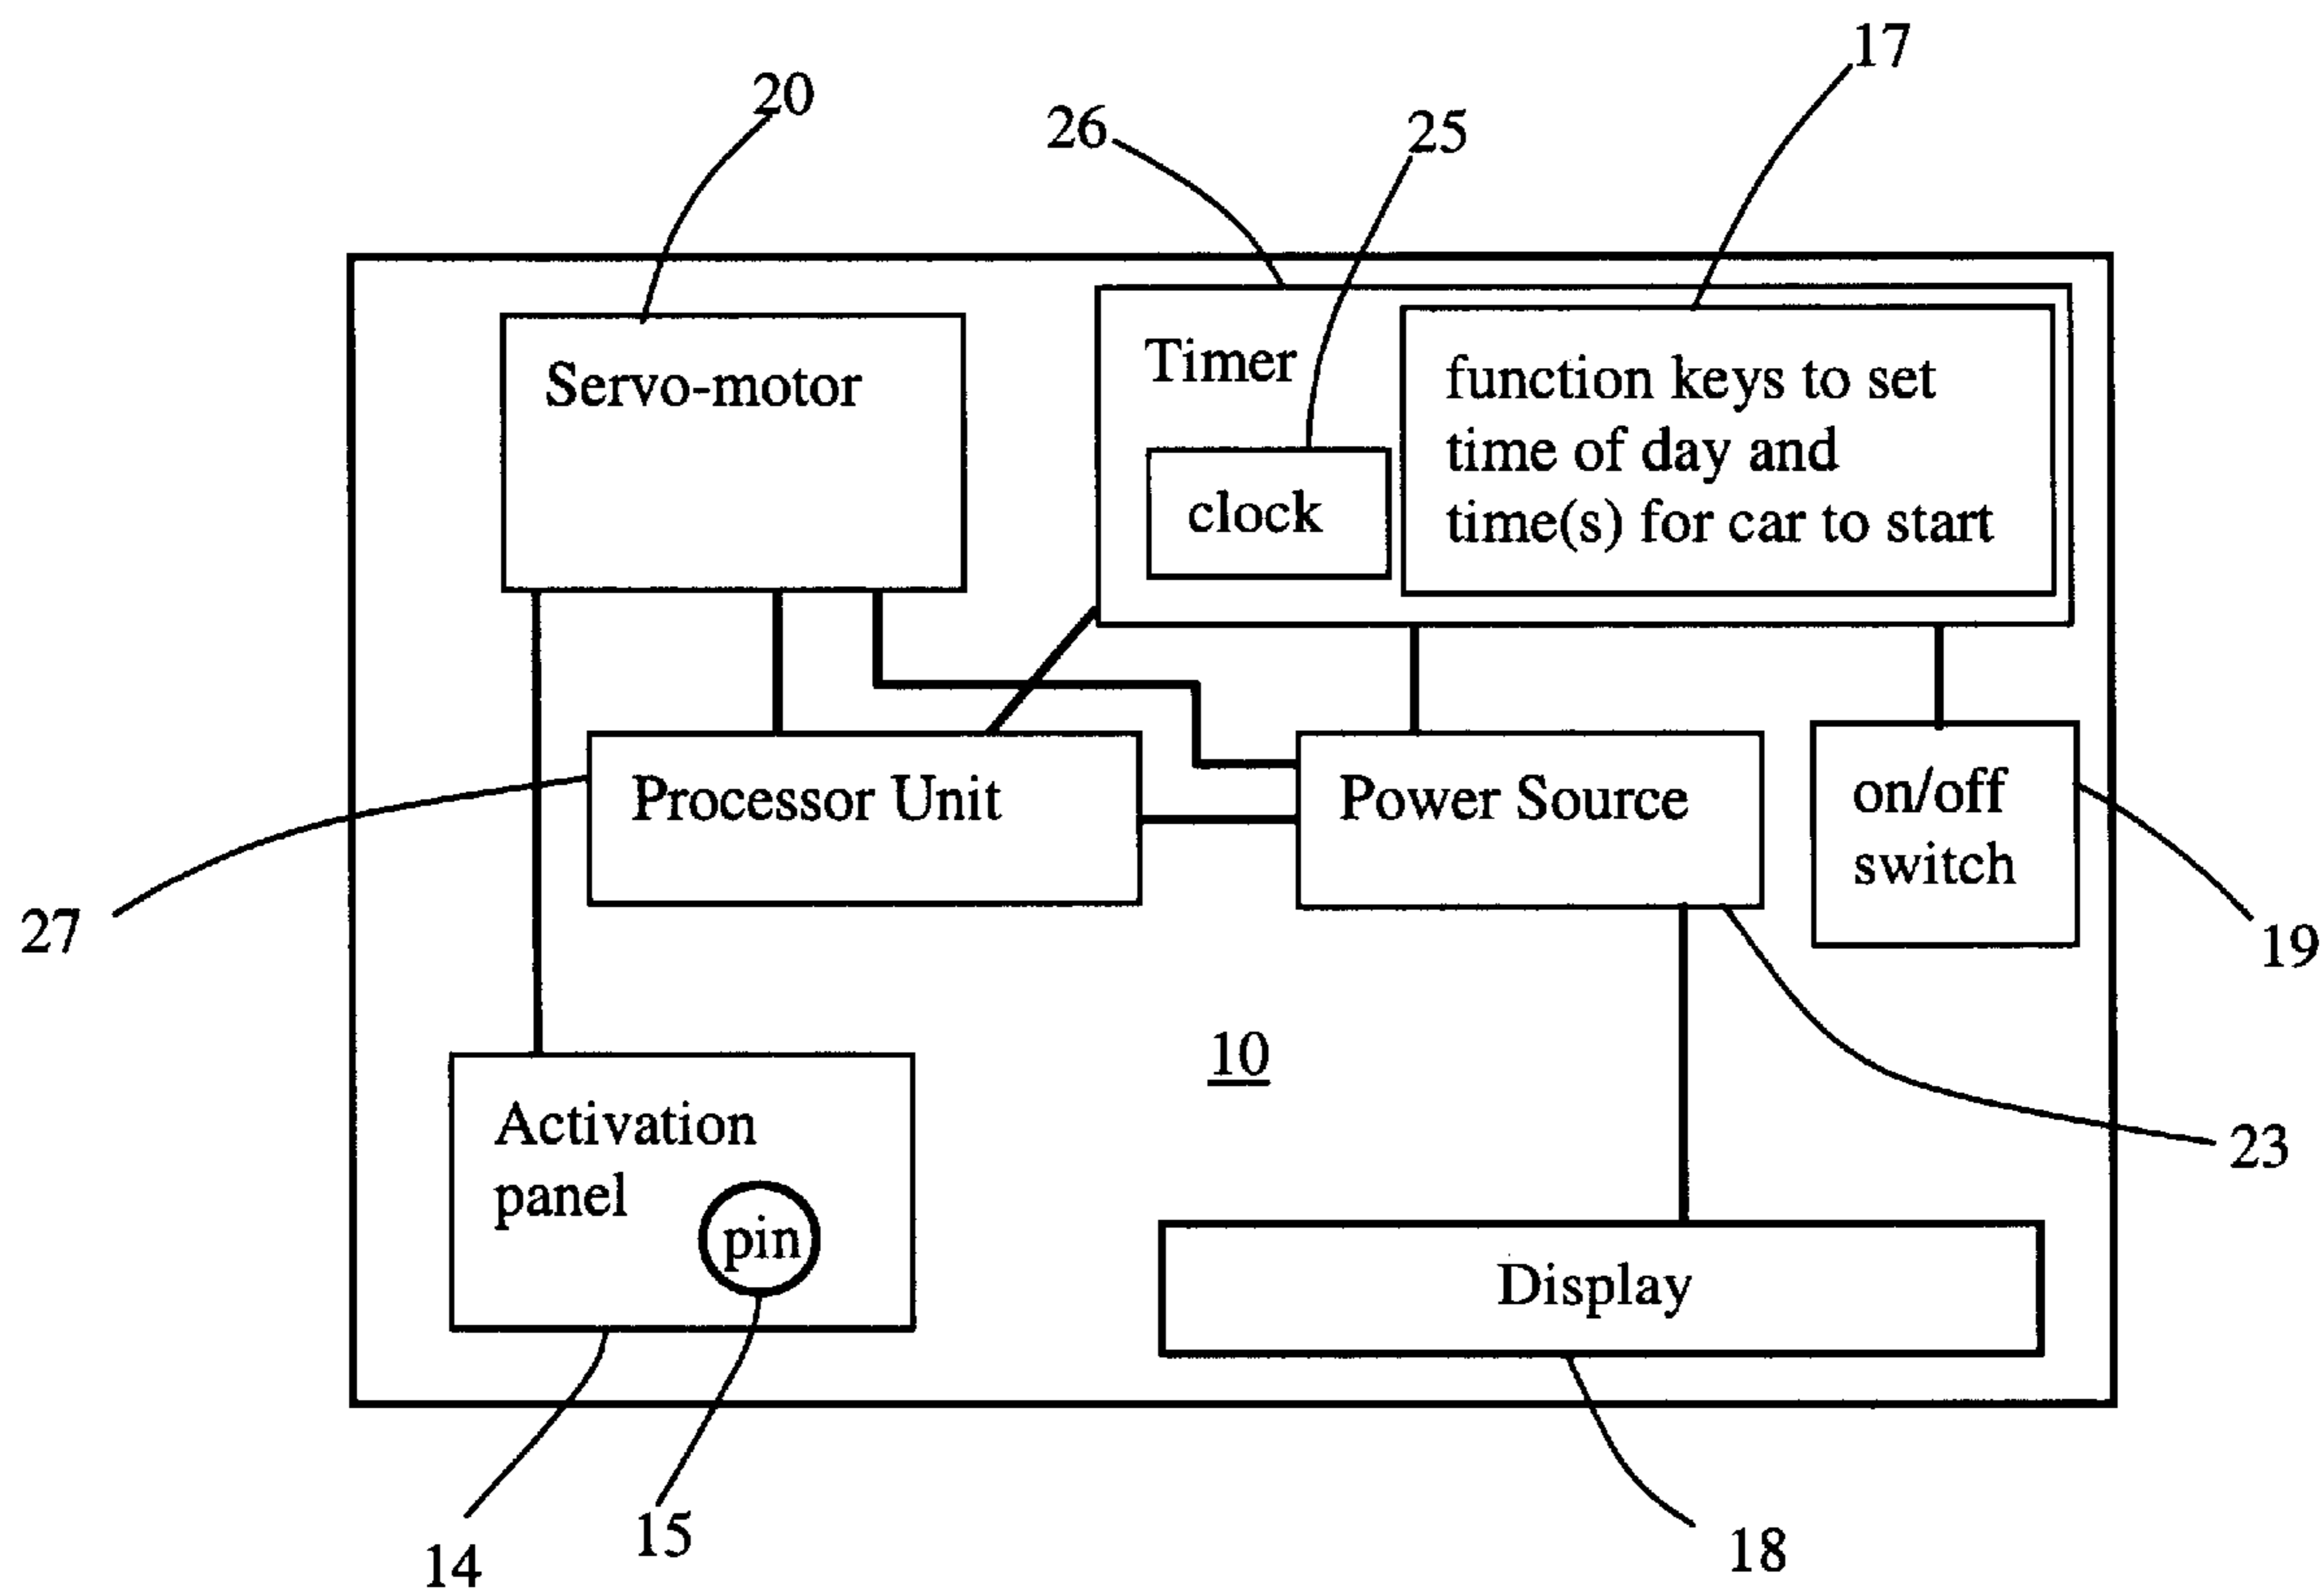 17
20
26
25
Timer
function keys to set
time of day and
time(s) for car to start
Servo-motor
clock
Processor Unit
Power Source
on/off
switch
27
19
10
Activation
panel
pin
23
Display
15
14
18